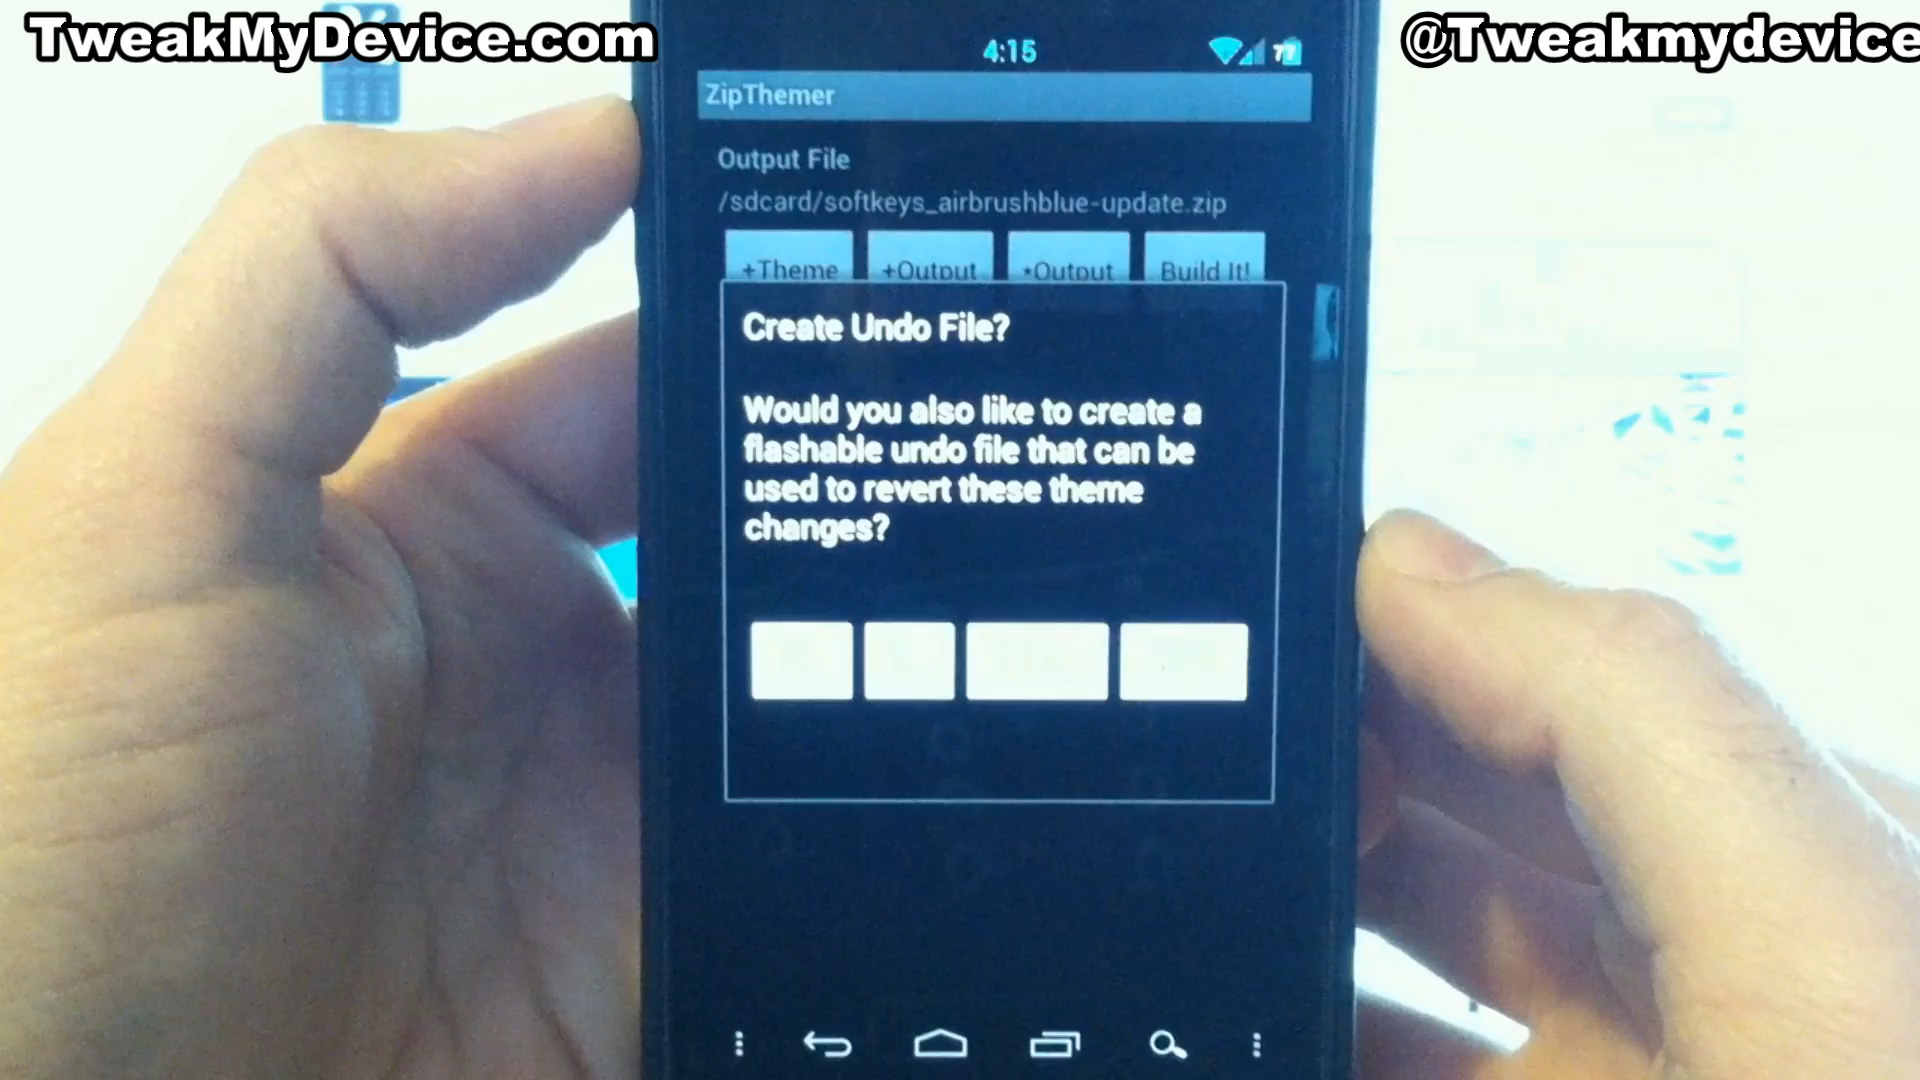 TweakMyDevice.com
@Tweakmydevice
4:15
77
ZipThemer
Output File
/sdcard/softkeys_airbrushblue-update.zip
+Theme +Output *Output Build It!
Create Undo File?
Would you also like to create a
flashable undo file that can be
used to revert these theme
changes?